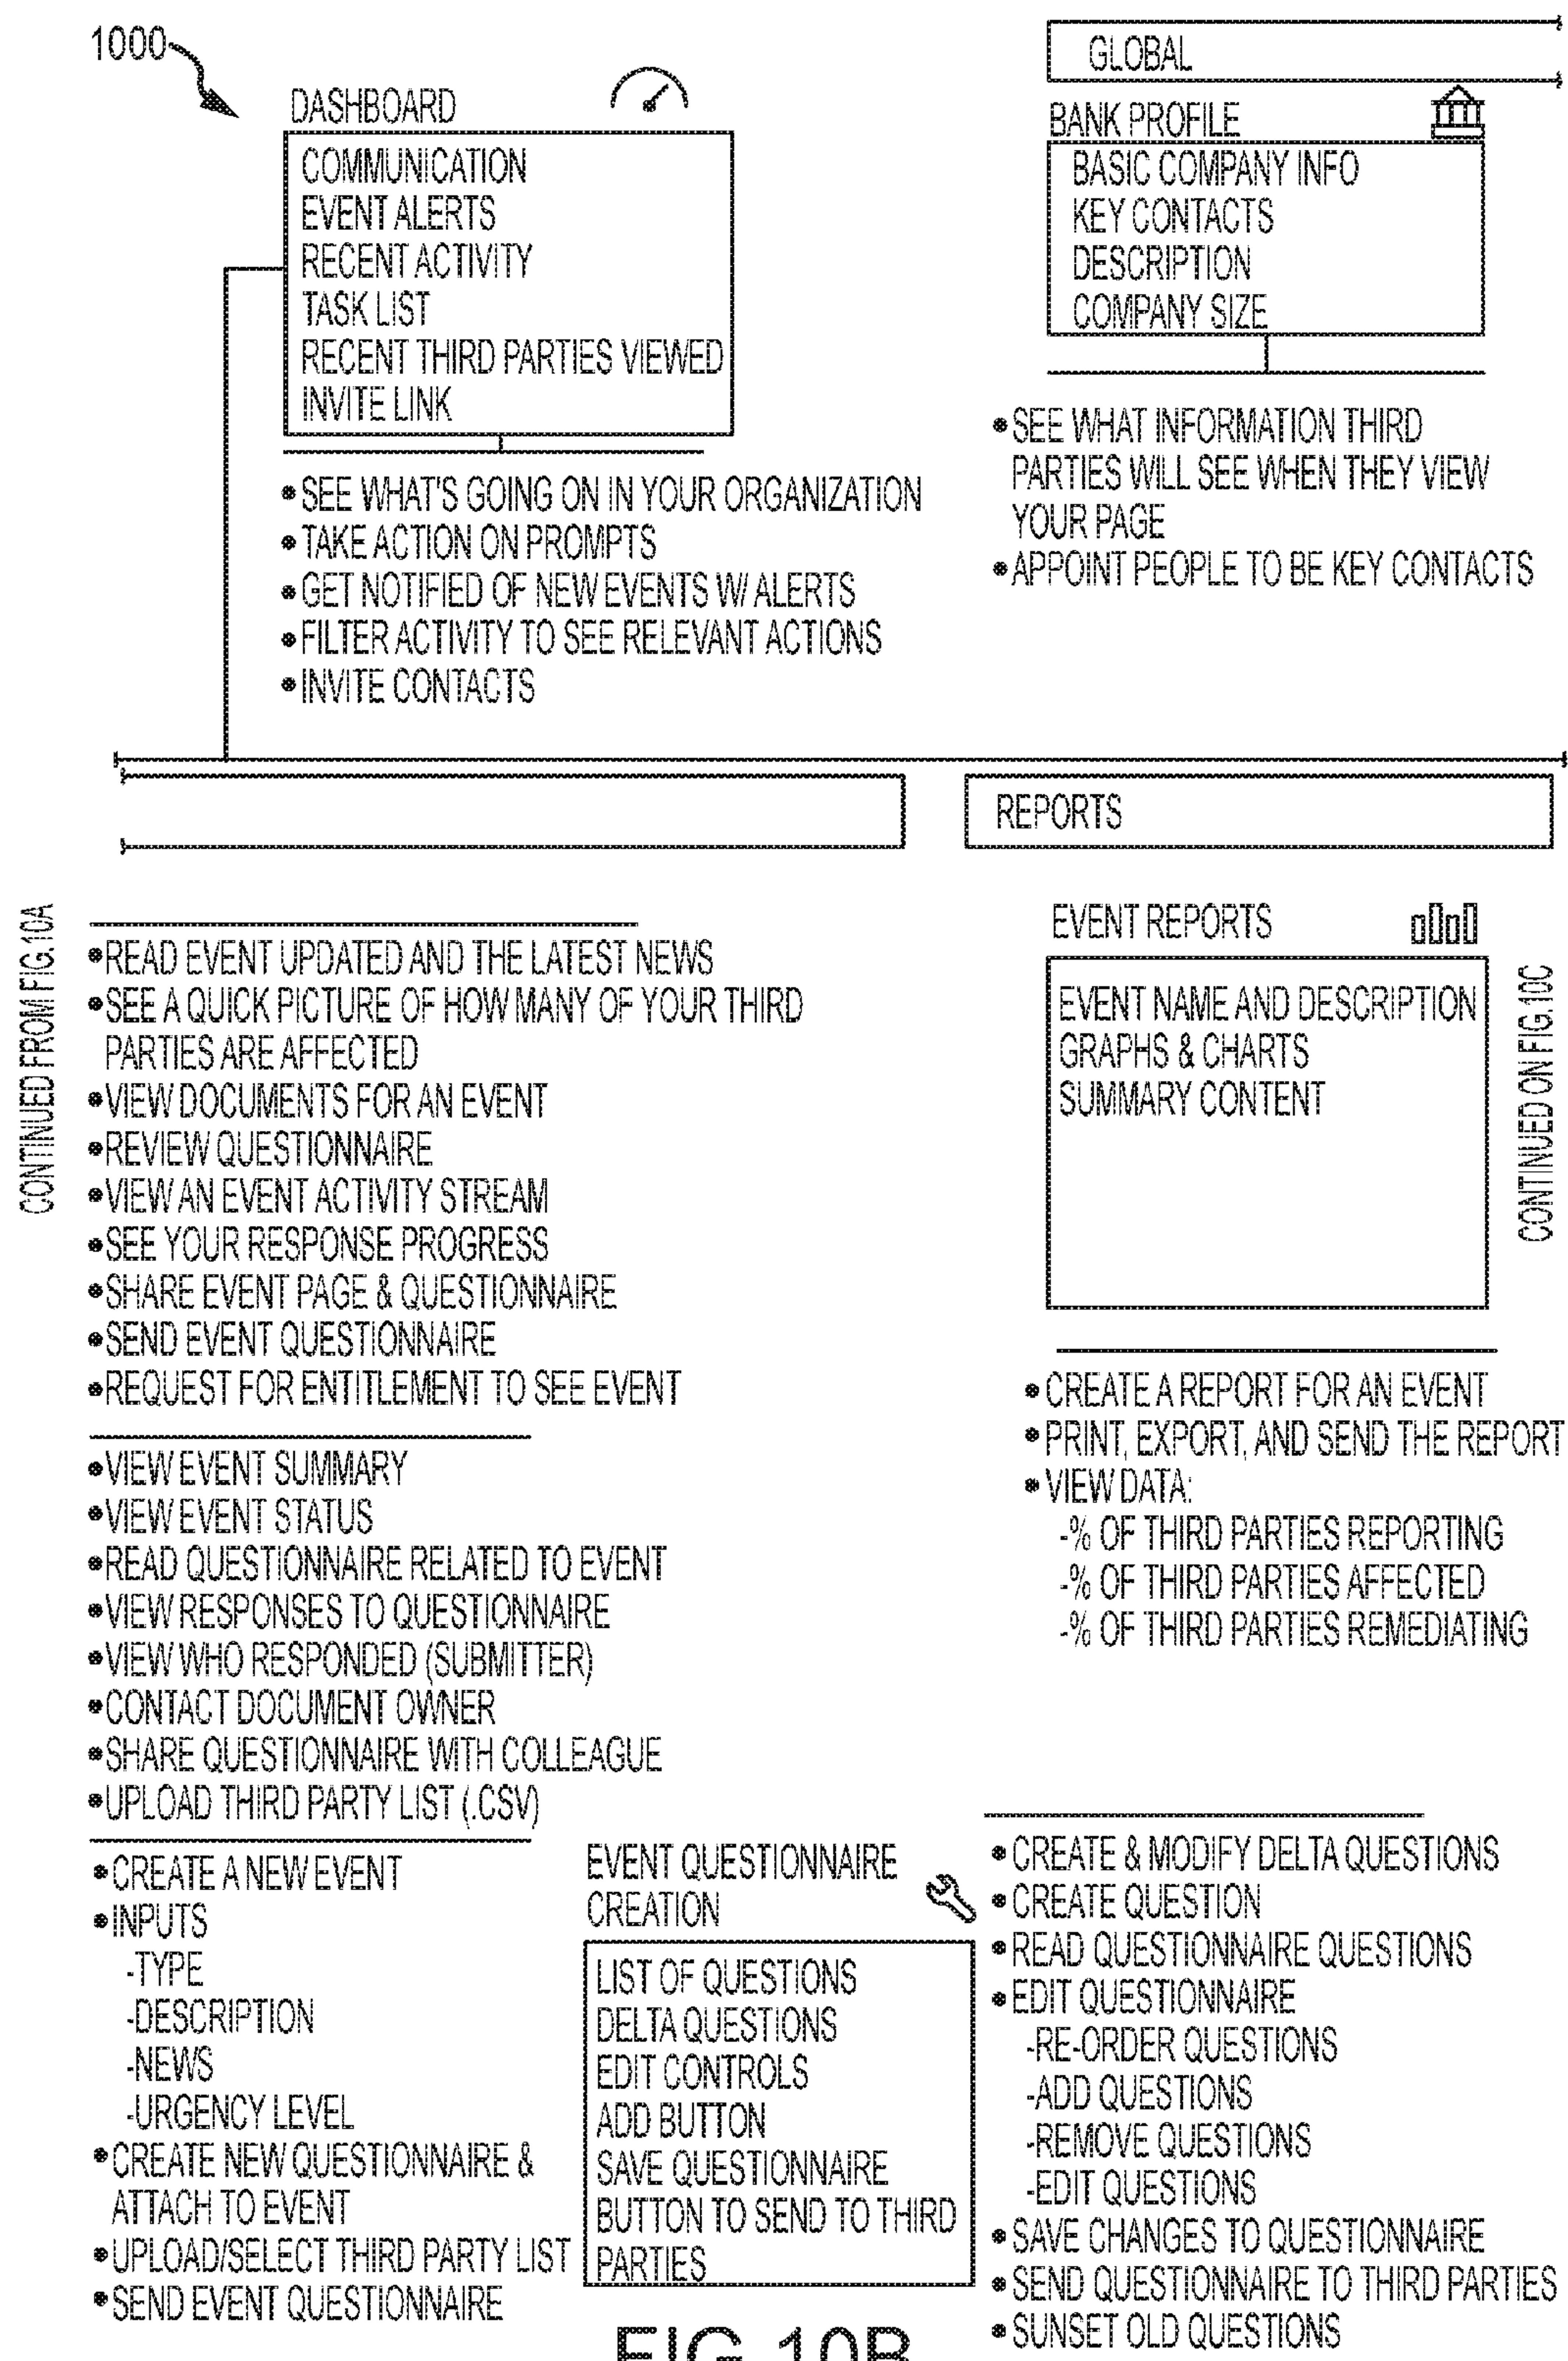 1000
DASHBOARD
COMMUNICATION
EVENT ALERTS
RECENT ACTIVITY
TASK LIST
RECENT THIRD PARTIES VIEWED
INVITE LINK
• SEE WHAT'S GOING ON IN YOUR ORGANIZATION
• TAKE ACTION ON PROMPTS
• GET NOTIFIED OF NEW EVENTS W/ ALERTS
• FILTER ACTIVITY TO SEE RELEVANT ACTIONS
• INVITE CONTACTS
GLOBAL
BANK PROFILE
BASIC COMPANY INFO
KEY CONTACTS
DESCRIPTION
COMPANY SIZE
• SEE WHAT INFORMATION THIRD
PARTIES WILL SEE WHEN THEY VIEW
YOUR PAGE
• APPOINT PEOPLE TO BE KEY CONTACTS
REPORTS
CONTINUED FROM FIG.10A
• READ EVENT UPDATED AND THE LATEST NEWS
• SEE A QUICK PICTURE OF HOW MANY OF YOUR THIRD
PARTIES ARE AFFECTED
• VIEW DOCUMENTS FOR AN EVENT
• REVIEW QUESTIONNAIRE
• VIEW AN EVENT ACTIVITY STREAM
• SEE YOUR RESPONSE PROGRESS
• SHARE EVENT PAGE & QUESTIONNAIRE
• SEND EVENT QUESTIONNAIRE
• REQUEST FOR ENTITLEMENT TO SEE EVENT
• VIEW EVENT SUMMARY
• VIEW EVENT STATUS
• READ QUESTIONNAIRE RELATED TO EVENT
• VIEW RESPONSES TO QUESTIONNAIRE
• VIEW WHO RESPONDED (SUBMITTER)
• CONTACT DOCUMENT OWNER
• SHARE QUESTIONNAIRE WITH COLLEAGUE
• UPLOAD THIRD PARTY LIST (.CSV)
EVENT REPORTS
EVENT NAME AND DESCRIPTION
GRAPHS & CHARTS
SUMMARY CONTENT
CONTINUED ON FIG.10C
• CREATE A REPORT FOR AN EVENT
• PRINT, EXPORT, AND SEND THE REPORT
• VIEW DATA:
-% OF THIRD PARTIES REPORTING
-% OF THIRD PARTIES AFFECTED
-% OF THIRD PARTIES REMEDIATING
• CREATE A NEW EVENT
• INPUTS
-TYPE
-DESCRIPTION
-NEWS
-URGENCY LEVEL
• CREATE NEW QUESTIONNAIRE &
ATTACH TO EVENT
• UPLOAD/SELECT THIRD PARTY LIST
• SEND EVENT QUESTIONNAIRE
EVENT QUESTIONNAIRE
CREATION
LIST OF QUESTIONS
DELTA QUESTIONS
EDIT CONTROLS
ADD BUTTON
SAVE QUESTIONNAIRE
BUTTON TO SEND TO THIRD
PARTIES
• CREATE & MODIFY DELTA QUESTIONS
• CREATE QUESTION
• READ QUESTIONNAIRE QUESTIONS
• EDIT QUESTIONNAIRE
-RE-ORDER QUESTIONS
-ADD QUESTIONS
-REMOVE QUESTIONS
-EDIT QUESTIONS
• SAVE CHANGES TO QUESTIONNAIRE
• SEND QUESTIONNAIRE TO THIRD PARTIES
• SUNSET OLD QUESTIONS
FIG. 10B